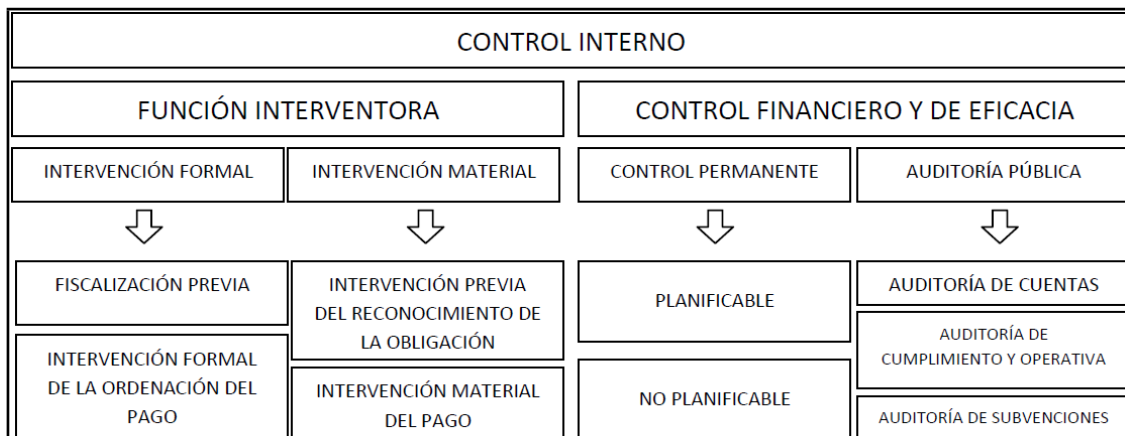 CONTROL INTERNO
FUNCIÓN INTERVENTORA
CONTROL FINANCIERO Y DE EFICACIA
INTERVENCIÓN FORMAL
INTERVENCIÓN MATERIAL
CONTROL PERMANENTE
AUDITORÍA PÚBLICA
FISCALIZACIÓN PREVIA
INTERVENCIÓN FORMAL
DE LA ORDENACIÓN DEL
PAGO
INTERVENCIÓN PREVIA
DEL RECONOCIMIENTO DE
LA OBLIGACIÓN
INTERVENCIÓN MATERIAL
DEL PAGO
PLANIFICABLE
NO PLANIFICABLE
AUDITORÍA DE CUENTAS
AUDITORÍA DE
CUMPLIMIENTO Y OPERATIVA
AUDITORÍA DE SUBVENCIONES